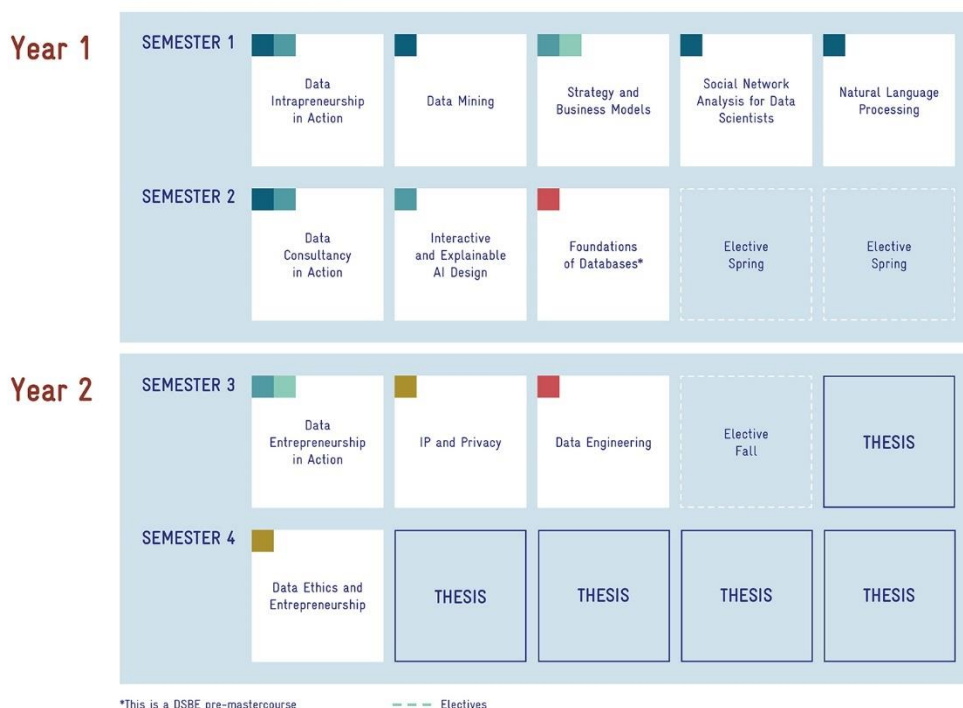 Year 1
SEMESTER 1
Data
Intrapreneurship
in Action
Data Mining
Strategy and
Business Models
Social Network
Analysis for Data
Scientists
Natural Language
Processing
SEMESTER 2
Data
Consultancy
in Action
Interactive
and Explainable
AI Design
Foundations
of Databases*
Elective
Spring
Elective
Spring
Year 2
SEMESTER 3
Data
Entrepreneurship
in Action
IP and Privacy
Data Engineering
Elective
Fall
THESIS
SEMESTER 4
Data Ethics and
Entrepreneurship
THESIS
THESIS
THESIS
THESIS
*This is a DSBE pre-mastercourse
Electives